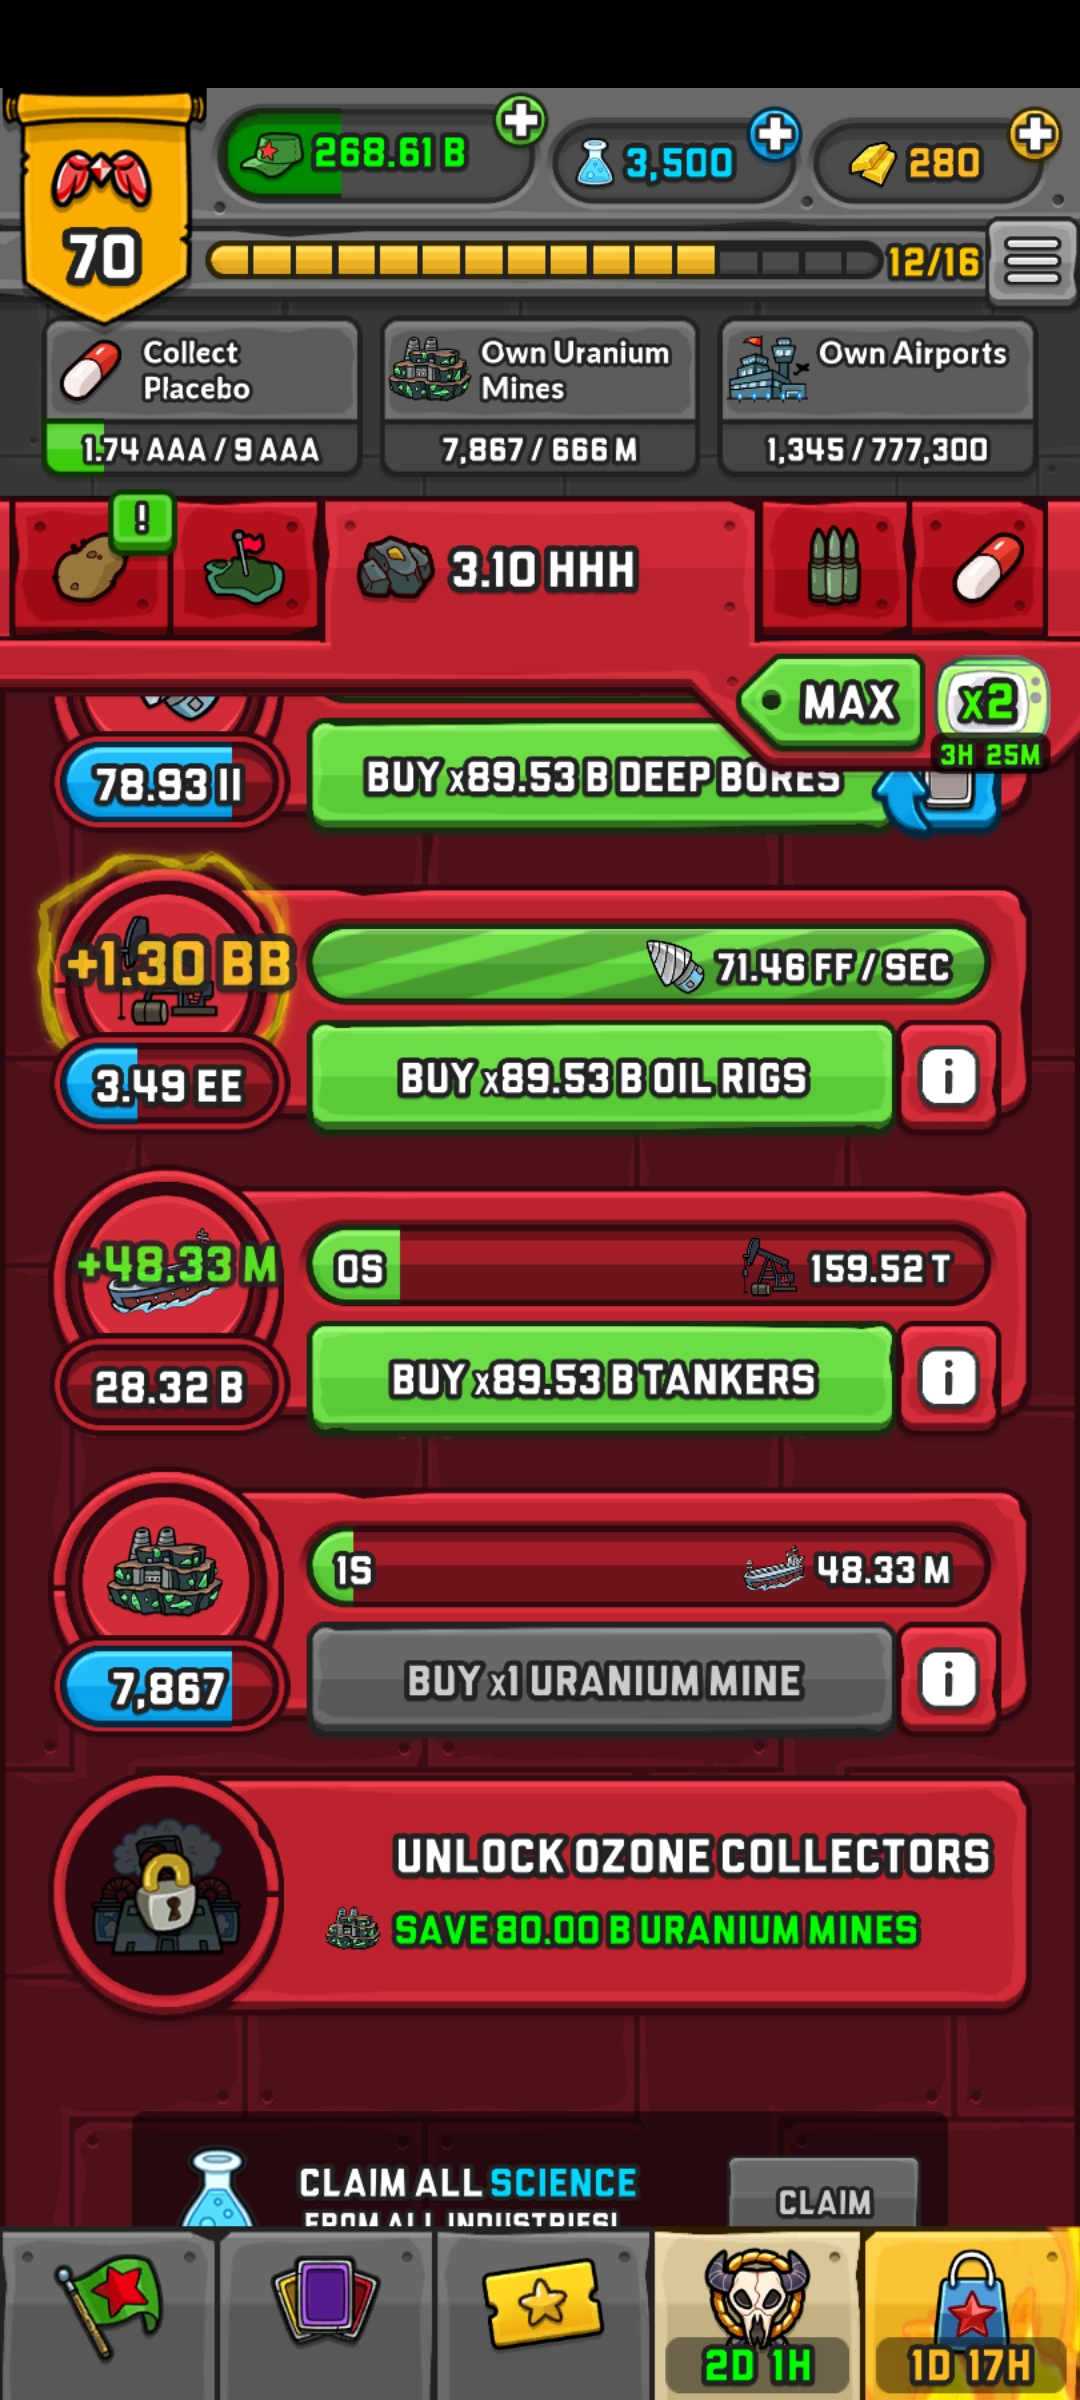 70
268.61 B
3,500
280
12/16
Collect
Placebo
1.74 AAA / 9 AAA
Own Uranium
Mines
7,867 / 666 M
Own Airports
1,345 / 777,300
!
3.10 HHH
MAX
x2
3H 25M
78.93 II
BUY x89.53 B DEEP BORES
+1.30 BB
71.46 FF / SEC
3.49 EE
BUY x89.53 B OIL RIGS
i
+48.33 M
0S
159.52 T
28.32 B
BUY x89.53 B TANKERS
i
1S
48.33 M
7,867
BUY x1 URANIUM MINE
i
UNLOCK OZONE COLLECTORS
SAVE 80.00 B URANIUM MINES
CLAIM ALL SCIENCE
FROM ALL INDUSTRIES!
CLAIM
2D 1H
1D 17H